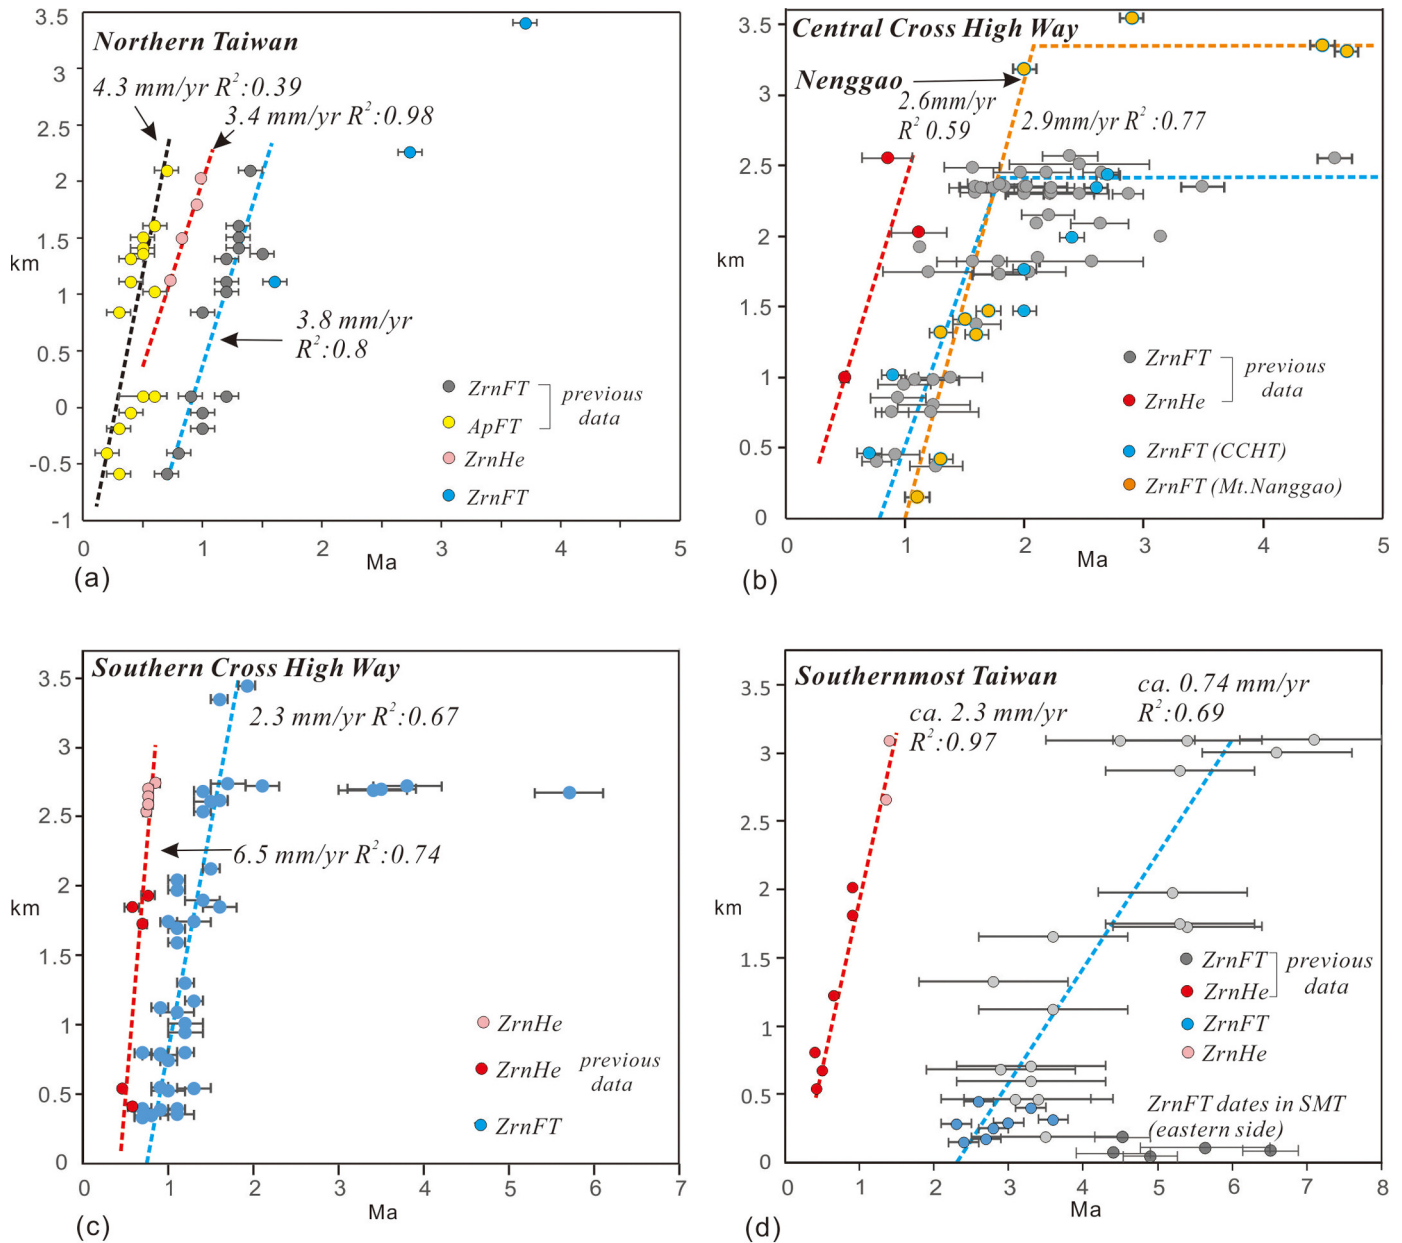 Northern Taiwan
4.3 mm/yr R²:0.39
3.4 mm/yr R²:0.98
3.8 mm/yr
R²:0.8
ZrnFT
ApFT
previous
data
ZrnHe
ZrnFT
3.5
3
2.5
2
1.5
1
0.5
0
-0.5
-1
km
0
1
2
3
4
5
Ma
(a)
Central Cross High Way
Nenggao
2.6mm/yr
R² 0.59
2.9mm/yr R²:0.77
ZrnFT
ZrnHe
previous
data
ZrnFT (CCHT)
ZrnFT (Mt.Nanggao)
3.5
3
2.5
2
1.5
1
0.5
0
km
0
1
2
3
4
5
Ma
(b)
Southern Cross High Way
2.3 mm/yr R²:0.67
6.5 mm/yr R²:0.74
ZrnHe
ZrnHe
previous
data
ZrnFT
3.5
3
2.5
2
1.5
1
0.5
0
km
0
1
2
3
4
5
6
7
Ma
(c)
Southernmost Taiwan
ca. 2.3 mm/yr
R²:0.97
ca. 0.74 mm/yr
R²:0.69
ZrnFT
ZrnHe
previous
data
ZrnFT
ZrnHe
ZrnFT dates in SMT
(eastern side)
3.5
3
2.5
2
1.5
1
0.5
0
km
0
1
2
3
4
5
6
7
8
Ma
(d)